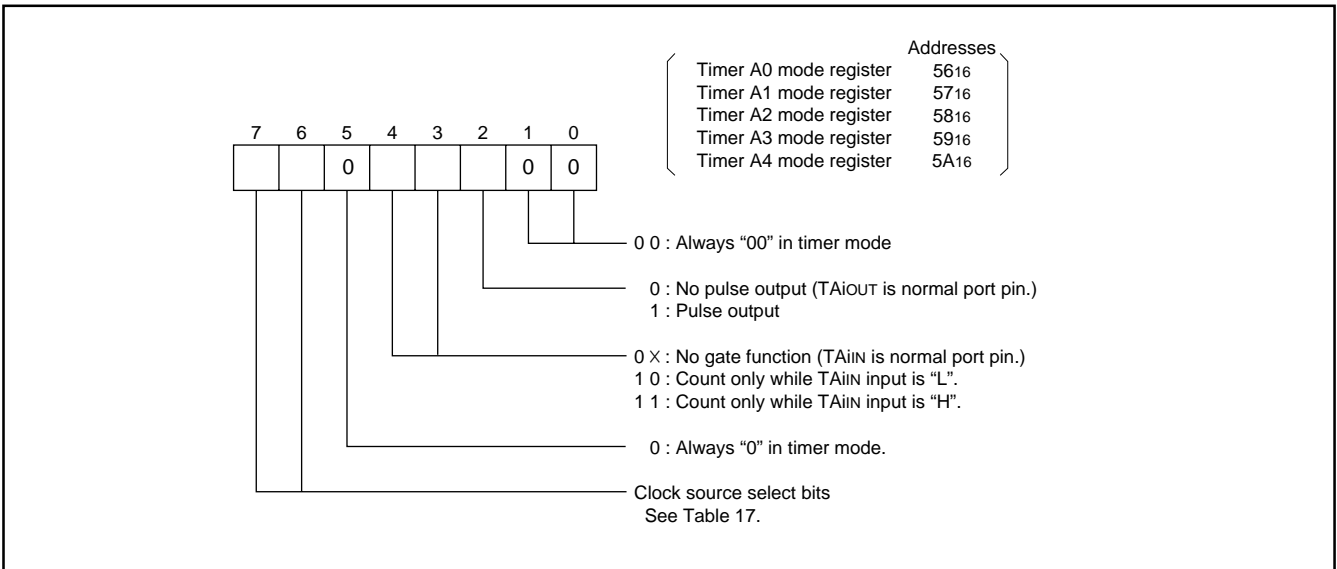 Addresses
Timer A0 mode register 5616
Timer A1 mode register 5716
Timer A2 mode register 5816
Timer A3 mode register 5916
Timer A4 mode register 5A16
7 6 5 4 3 2 1 0
0 0 0
0 0 : Always “00” in timer mode
0 : No pulse output (TAiOUT is normal port pin.)
1 : Pulse output
0 × : No gate function (TAiIN is normal port pin.)
1 0 : Count only while TAiIN input is “L”.
1 1 : Count only while TAiIN input is “H”.
0 : Always “0” in timer mode.
Clock source select bits
See Table 17.